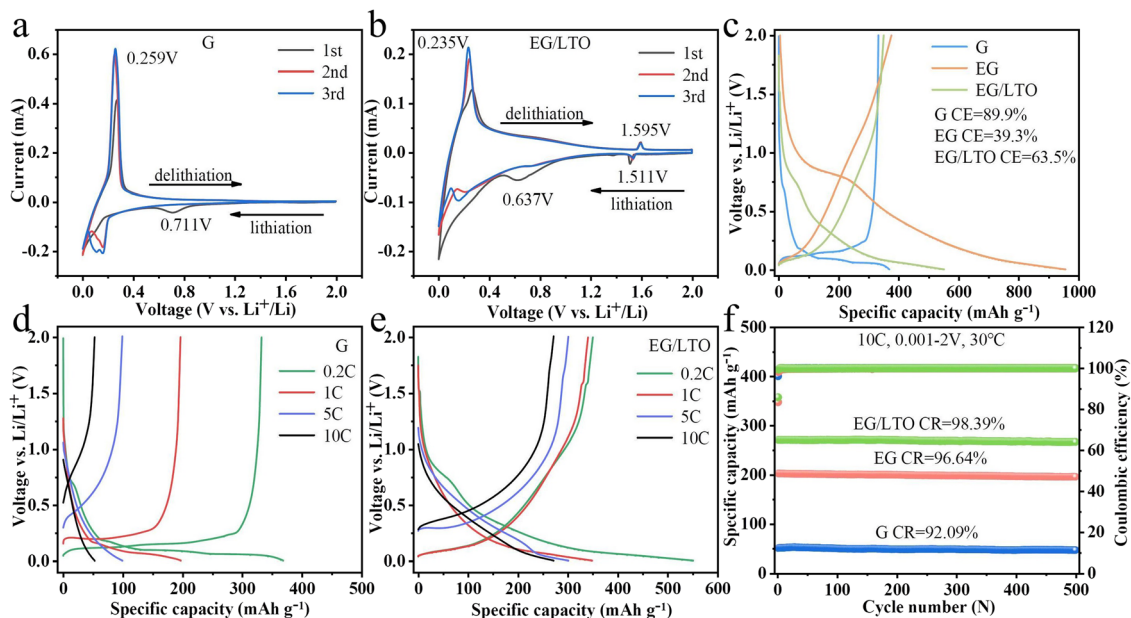 a
G
0.259V
1st
2nd
3rd
delithiation
0.711V
lithiation
0.6
0.4
0.2
0.0
-0.2
Current (mA)
0.0 0.4 0.8 1.2 1.6 2.0
Voltage (V vs. Li⁺/Li)
b
EG/LTO
0.235V
1st
2nd
3rd
delithiation
1.595V
1.511V
0.637V
lithiation
0.2
0.1
0.0
-0.1
-0.2
Current (mA)
0.0 0.4 0.8 1.2 1.6 2.0
Voltage (V vs. Li⁺/Li)
c
G
EG
EG/LTO
G CE=89.9%
EG CE=39.3%
EG/LTO CE=63.5%
2.0
1.5
1.0
0.5
0.0
Voltage vs. Li/Li⁺ (V)
0 200 400 600 800 1000
Specific capacity (mAh g⁻¹)
d
G
0.2C
1C
5C
10C
2.0
1.5
1.0
0.5
0.0
Voltage vs. Li/Li⁺ (V)
0 100 200 300 400
Specific capacity (mAh g⁻¹)
e
EG/LTO
0.2C
1C
5C
10C
2.0
1.5
1.0
0.5
0.0
Voltage vs. Li/Li⁺ (V)
0 100 200 300 400 500 600
Specific capacity (mAh g⁻¹)
f
10C, 0.001-2V, 30°C
EG/LTO CR=98.39%
EG CR=96.64%
G CR=92.09%
500
450
400
350
300
250
200
150
100
50
0
Specific capacity (mAh g⁻¹)
120
100
80
60
40
20
0
Coulombic efficiency (%)
0 100 200 300 400 500
Cycle number (N)